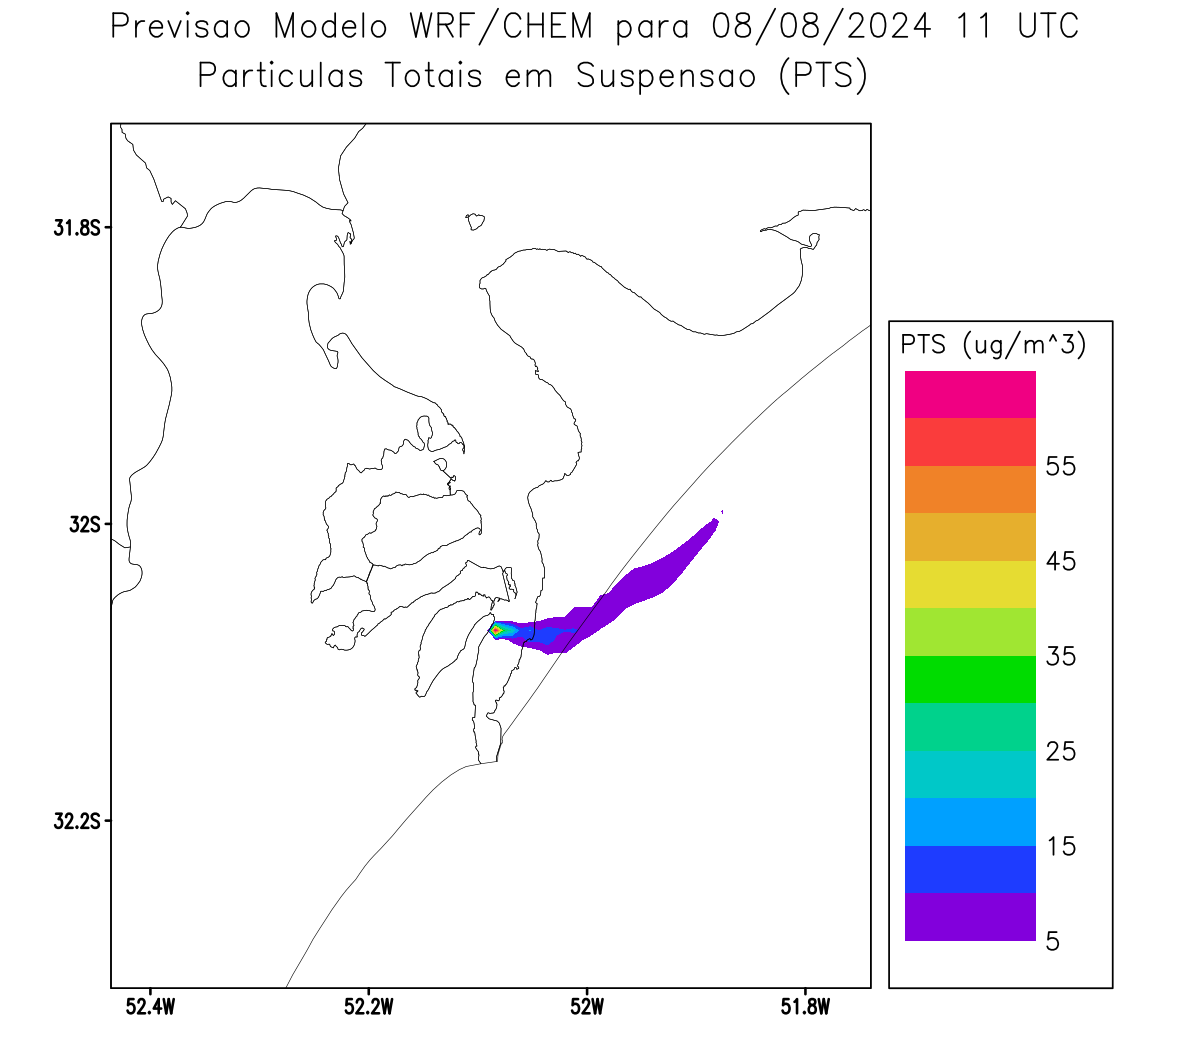 Previsao Modelo WRF/CHEM para 08/08/2024 11 UTC
Particulas Totais em Suspensao (PTS)
31.8S
32S
32.2S
52.4W
52.2W
52W
51.8W
PTS (ug/m^3)
55
45
35
25
15
5